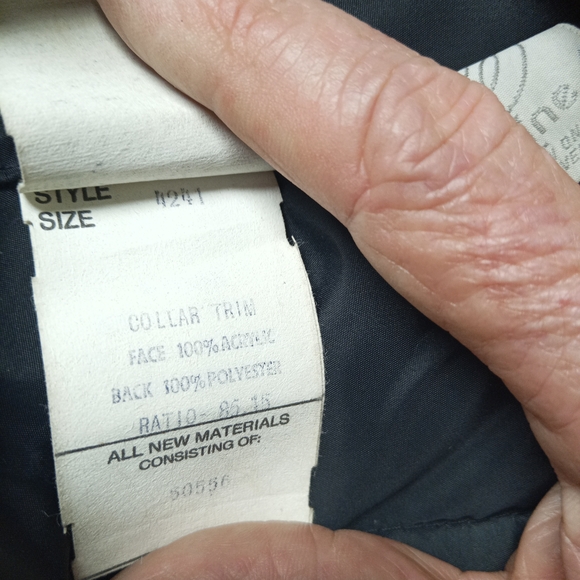 STYLE 4241
SIZE
COLLAR TRIM
FACE 100% ACRYLIC
BACK 100% POLYESTER
RATIO- 85.15
ALL NEW MATERIALS
CONSISTING OF:
50556